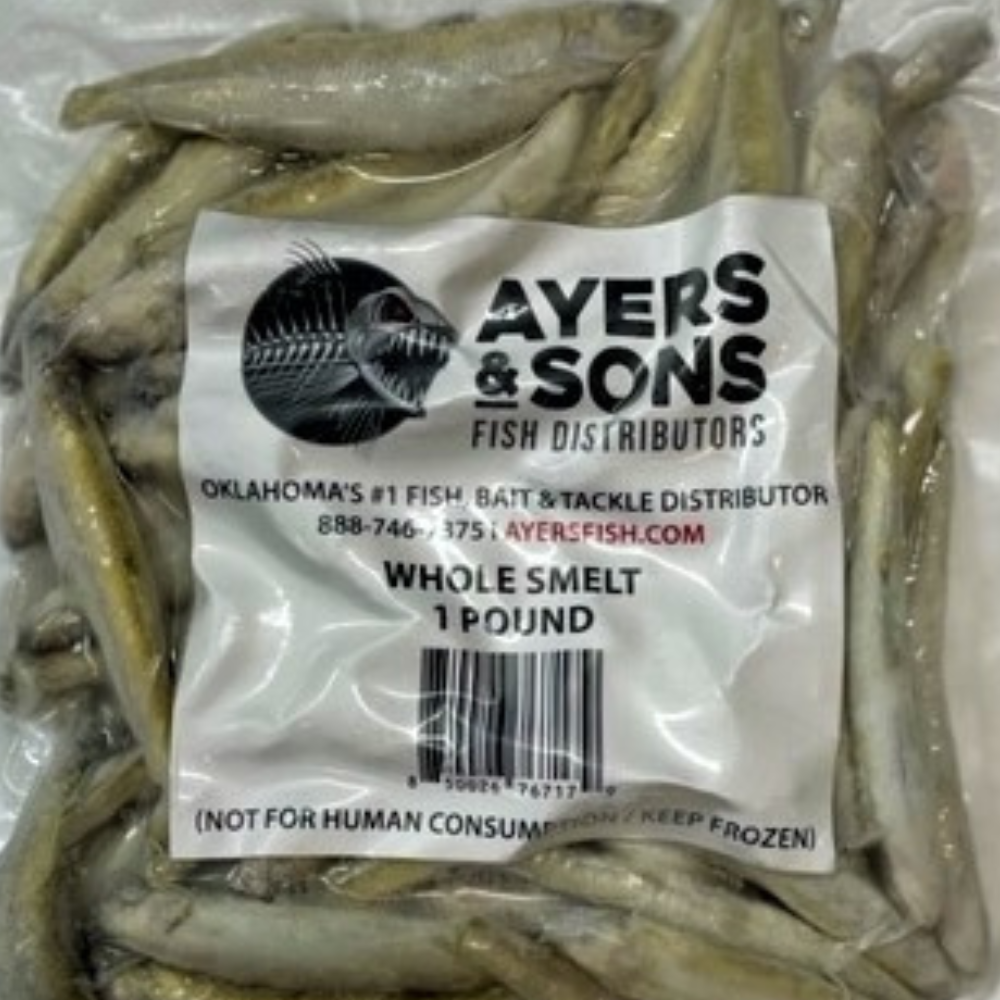 AYERS
& SONS
FISH DISTRIBUTORS
OKLAHOMA'S #1 FISH, BAIT & TACKLE DISTRIBUTOR
AYERSFISH.COM
WHOLE SMELT
1 POUND
(NOT FOR HUMAN CONSUMPTION / KEEP FROZEN)